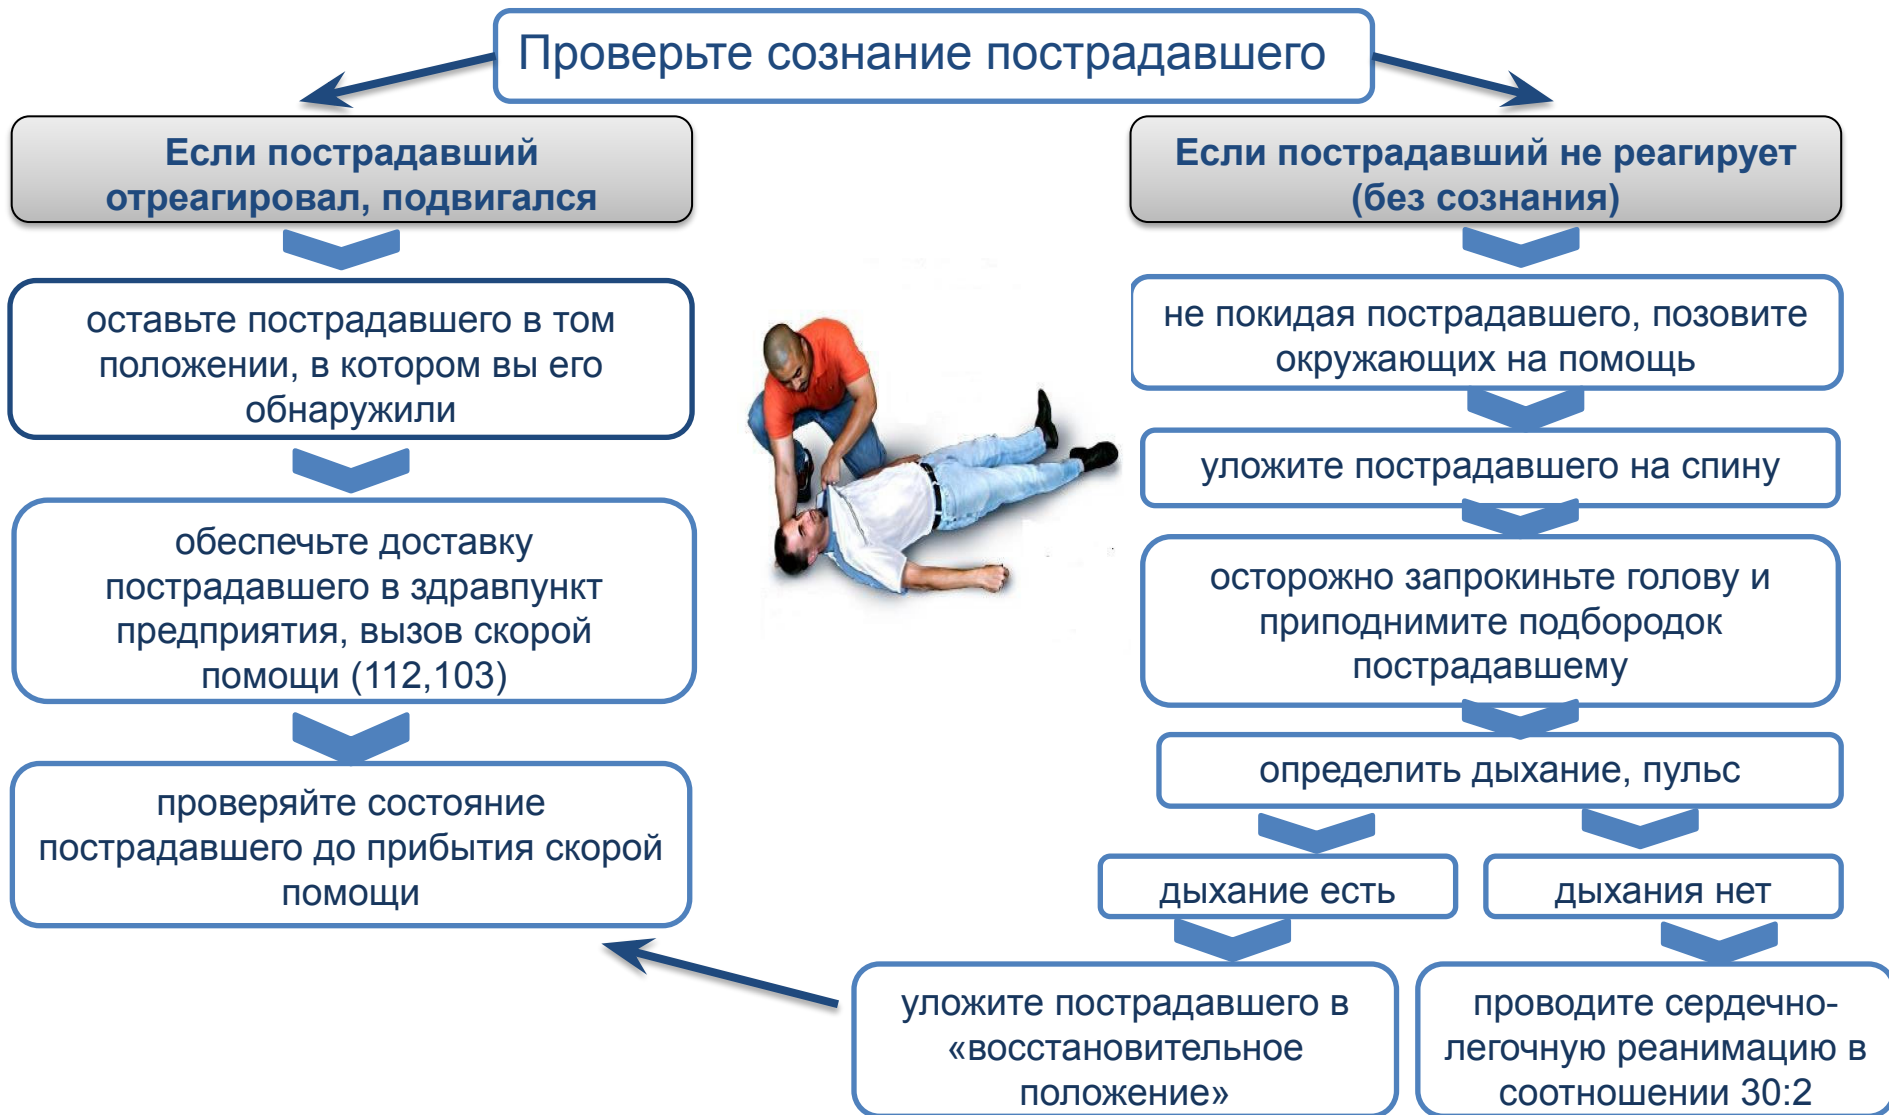 Проверьте сознание пострадавшего
Если пострадавший
отреагировал, подвигался
оставьте пострадавшего в том
положении, в котором вы его
обнаружили
обеспечьте доставку
пострадавшего в здравпункт
предприятия, вызов скорой
помощи (112,103)
проверяйте состояние
пострадавшего до прибытия скорой
помощи
Если пострадавший не реагирует
(без сознания)
не покидая пострадавшего, позовите
окружающих на помощь
уложите пострадавшего на спину
осторожно запрокиньте голову и
приподнимите подбородок
пострадавшему
определить дыхание, пульс
дыхание есть
дыхания нет
уложите пострадавшего в
«восстановительное
положение»
проводите сердечно-
легочную реанимацию в
соотношении 30:2